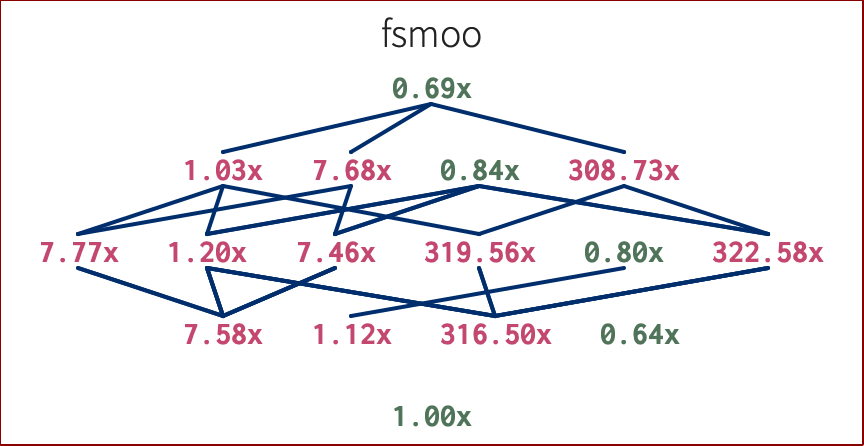 fsmoo
0.69x
1.03x 7.68x 0.84x 308.73x
7.77x 1.20x 7.46x 319.56x 0.80x 322.58x
7.58x 1.12x 316.50x 0.64x
1.00x